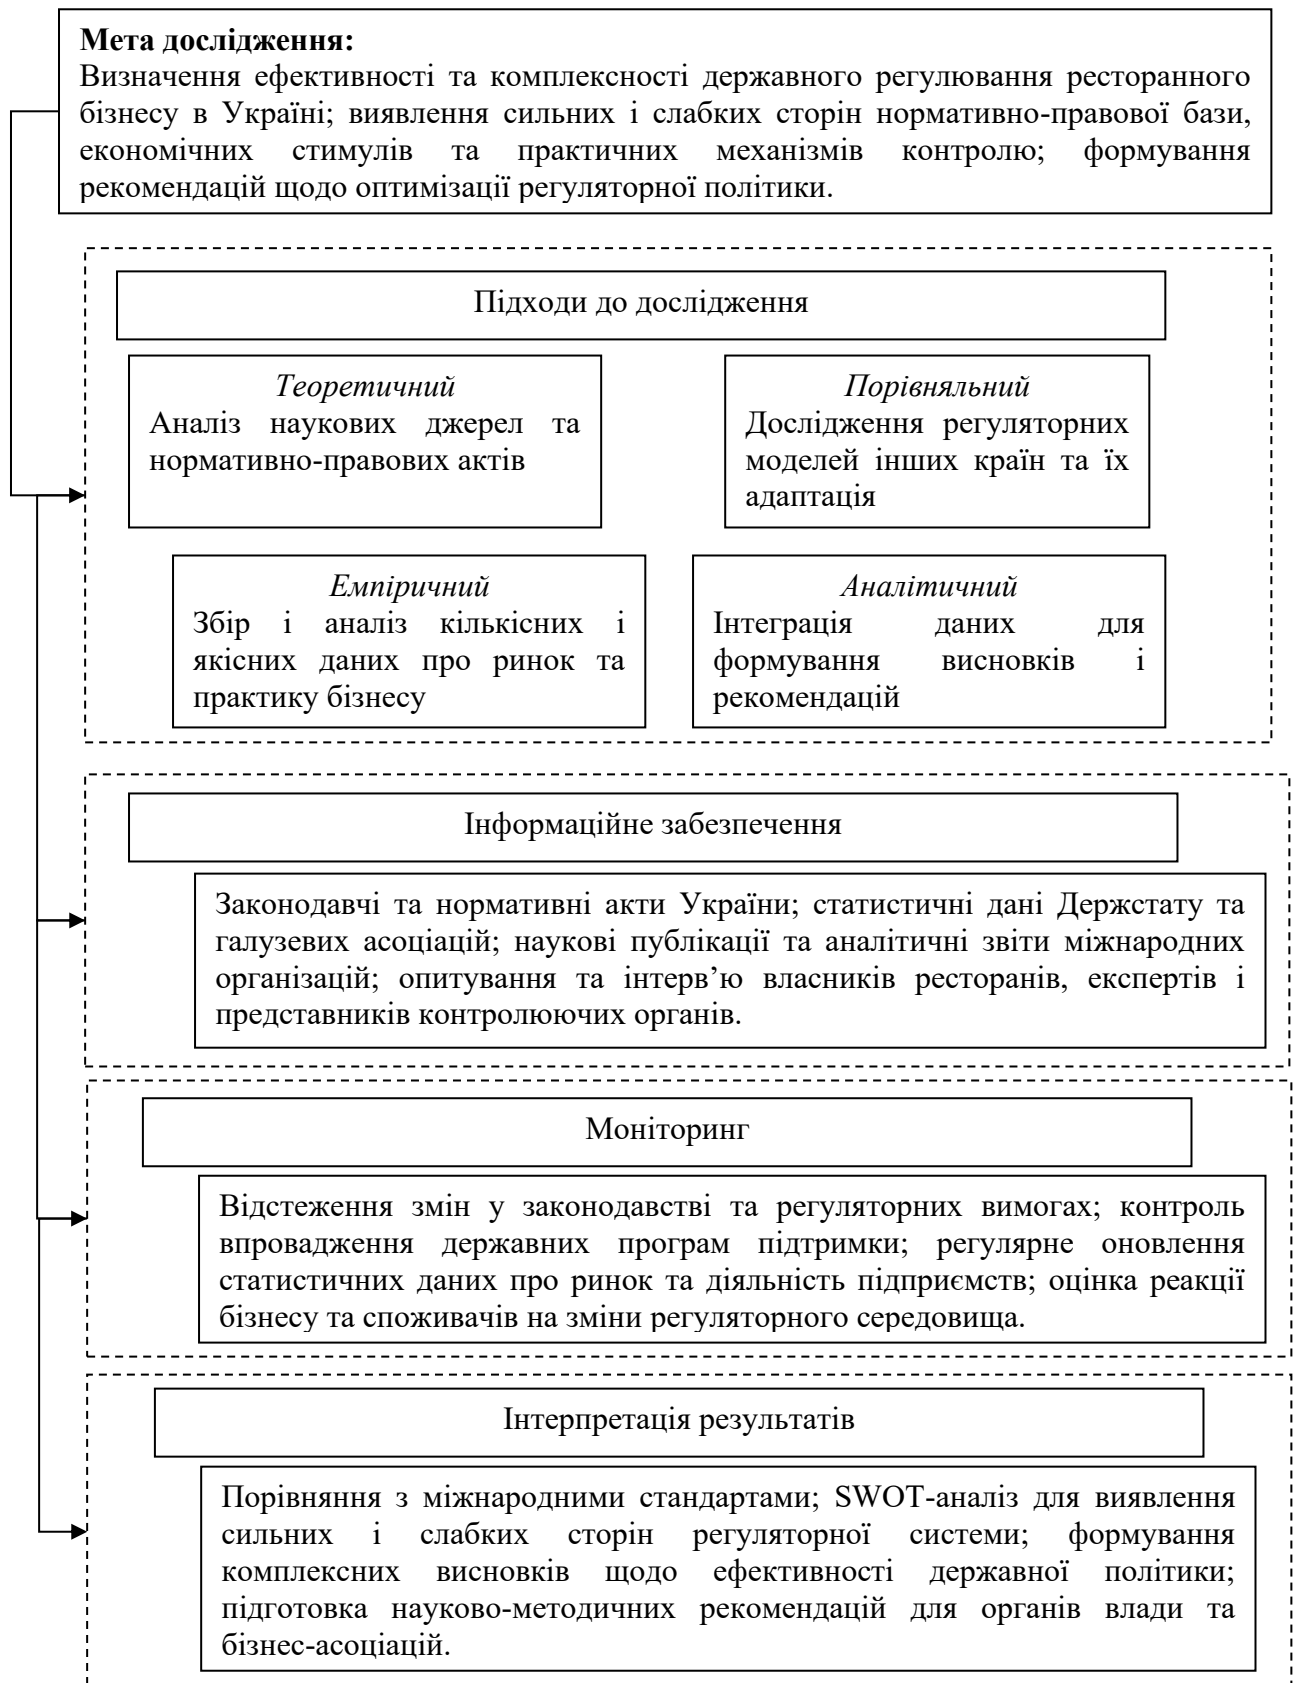 Мета дослідження:
Визначення ефективності та комплексності державного регулювання ресторанного
бізнесу в Україні; виявлення сильних і слабких сторін нормативно-правової бази,
економічних стимулів та практичних механізмів контролю; формування
рекомендацій щодо оптимізації регуляторної політики.
Підходи до дослідження
Теоретичний
Аналіз наукових джерел та
нормативно-правових актів
Порівняльний
Дослідження регуляторних
моделей інших країн та їх
адаптація
Емпіричний
Збір і аналіз кількісних і
якісних даних про ринок та
практику бізнесу
Аналітичний
Інтеграція даних для
формування висновків і
рекомендацій
Інформаційне забезпечення
Законодавчі та нормативні акти України; статистичні дані Держстату та
галузевих асоціацій; наукові публікації та аналітичні звіти міжнародних
організацій; опитування та інтерв’ю власників ресторанів, експертів і
представників контролюючих органів.
Моніторинг
Відстеження змін у законодавстві та регуляторних вимогах; контроль
впровадження державних програм підтримки; регулярне оновлення
статистичних даних про ринок та діяльність підприємств; оцінка реакції
бізнесу та споживачів на зміни регуляторного середовища.
Інтерпретація результатів
Порівняння з міжнародними стандартами; SWOT-аналіз для виявлення
сильних і слабких сторін регуляторної системи; формування
комплексних висновків щодо ефективності державної політики;
підготовка науково-методичних рекомендацій для органів влади та
бізнес-асоціацій.